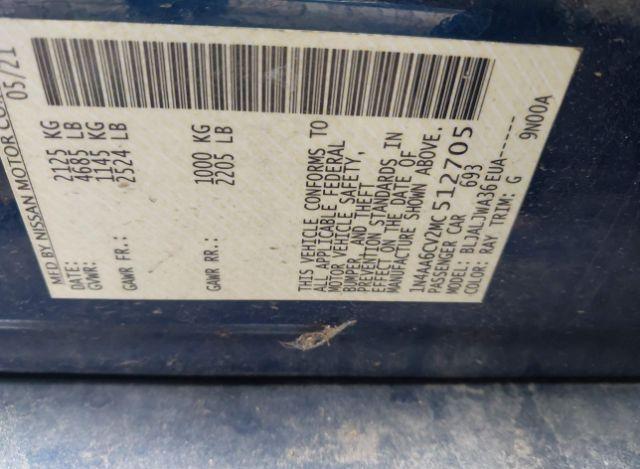 MFD BY NISSAN MOTOR CO.
DATE: 05/21
GVWR: 2125 KG
4685 LB
GAWR FR.: 1145 KG
2524 LB
GAWR RR.: 1000 KG
2205 LB
THIS VEHICLE CONFORMS TO
ALL APPLICABLE FEDERAL
MOTOR VEHICLE SAFETY,
BUMPER, AND THEFT
PREVENTION STANDARDS IN
EFFECT ON THE DATE OF
MANUFACTURE SHOWN ABOVE.
1N4AA6CV2MC512705
PASSENGER CAR 693
MODEL: BLJALJWA36EUA------
COLOR: RAY TRIM: G
9N00A